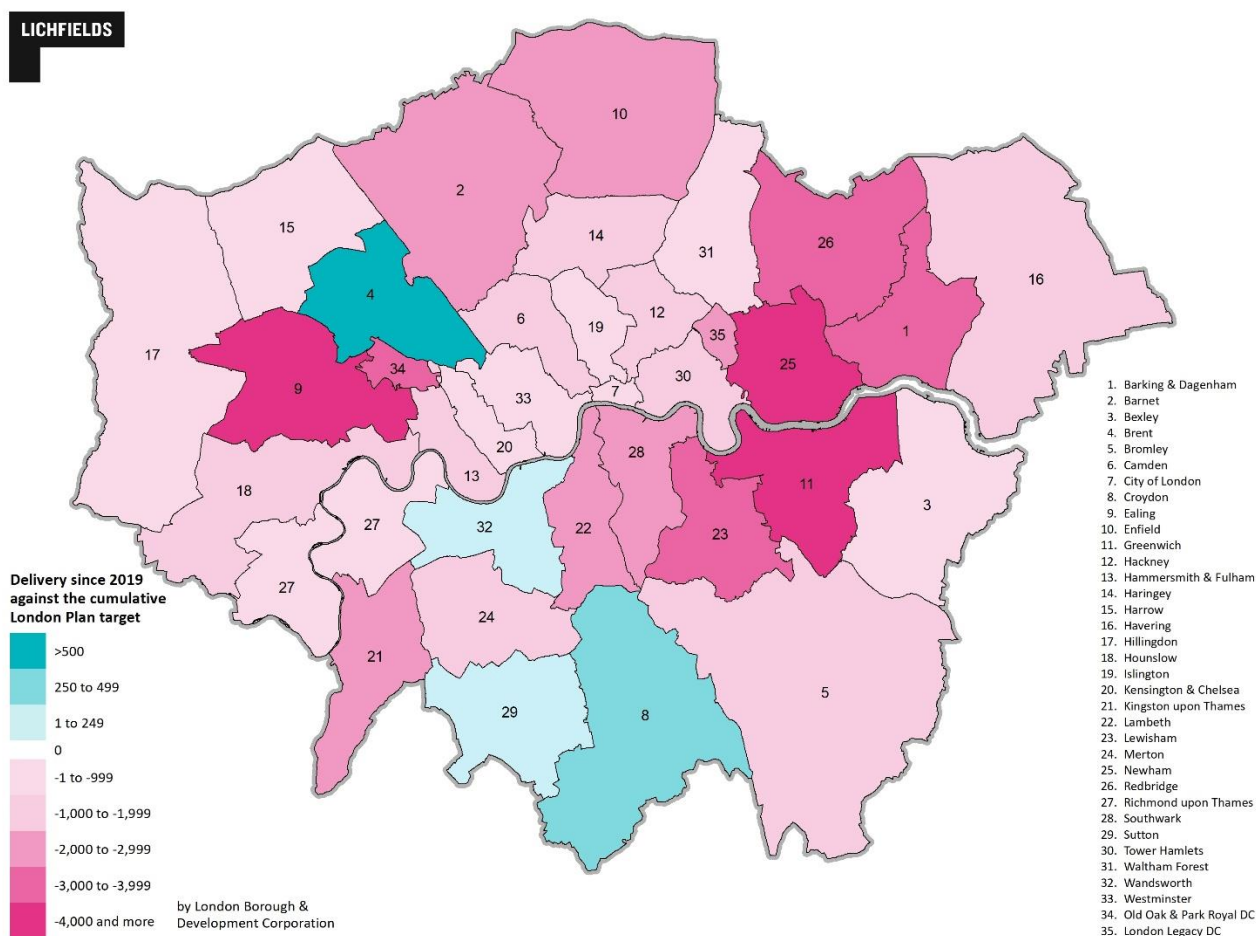 LICHFIELDS
10
2
15
14
26
31
16
4
6
19
12
35
1
17
34
25
9
33
7
30
20
28
13
18
11
3
27
32
22
23
27
24
21
5
29
8
Delivery since 2019
against the cumulative
London Plan target
>500
250 to 499
1 to 249
0
-1 to -999
-1,000 to -1,999
-2,000 to -2,999
-3,000 to -3,999
-4,000 and more
by London Borough &
Development Corporation
1. Barking & Dagenham
2. Barnet
3. Bexley
4. Brent
5. Bromley
6. Camden
7. City of London
8. Croydon
9. Ealing
10. Enfield
11. Greenwich
12. Hackney
13. Hammersmith & Fulham
14. Haringey
15. Harrow
16. Havering
17. Hillingdon
18. Hounslow
19. Islington
20. Kensington & Chelsea
21. Kingston upon Thames
22. Lambeth
23. Lewisham
24. Merton
25. Newham
26. Redbridge
27. Richmond upon Thames
28. Southwark
29. Sutton
30. Tower Hamlets
31. Waltham Forest
32. Wandsworth
33. Westminster
34. Old Oak & Park Royal DC
35. London Legacy DC